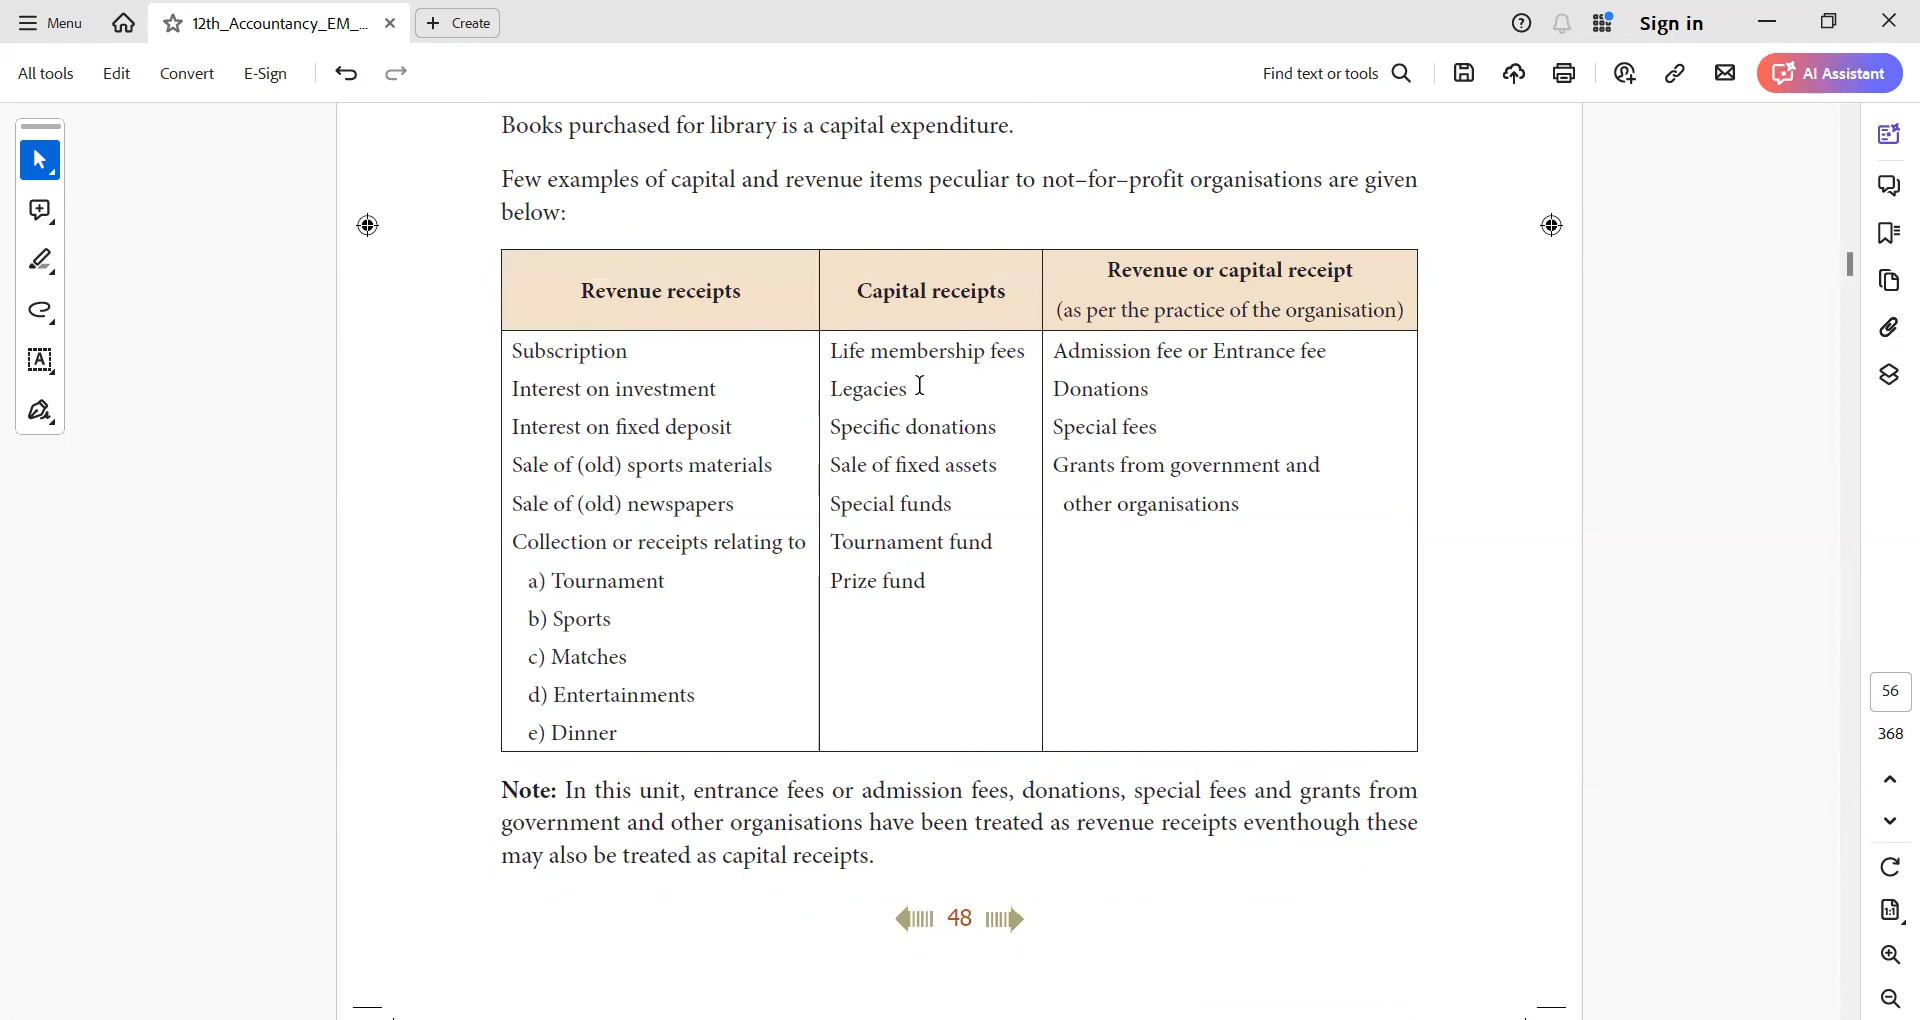 Menu
12th_Accountancy_EM_...
Create
Sign in
All tools
Edit
Convert
E-Sign
Find text or tools
AI Assistant
Books purchased for library is a capital expenditure.
Few examples of capital and revenue items peculiar to not–for–profit organisations are given
below:
Revenue receipts
Capital receipts
Revenue or capital receipt
(as per the practice of the organisation)
Subscription
Interest on investment
Interest on fixed deposit
Sale of (old) sports materials
Sale of (old) newspapers
Collection or receipts relating to
a) Tournament
b) Sports
c) Matches
d) Entertainments
e) Dinner
Life membership fees
Legacies
Specific donations
Sale of fixed assets
Special funds
Tournament fund
Prize fund
Admission fee or Entrance fee
Donations
Special fees
Grants from government and
other organisations
Note: In this unit, entrance fees or admission fees, donations, special fees and grants from
government and other organisations have been treated as revenue receipts eventhough these
may also be treated as capital receipts.
48
56
368